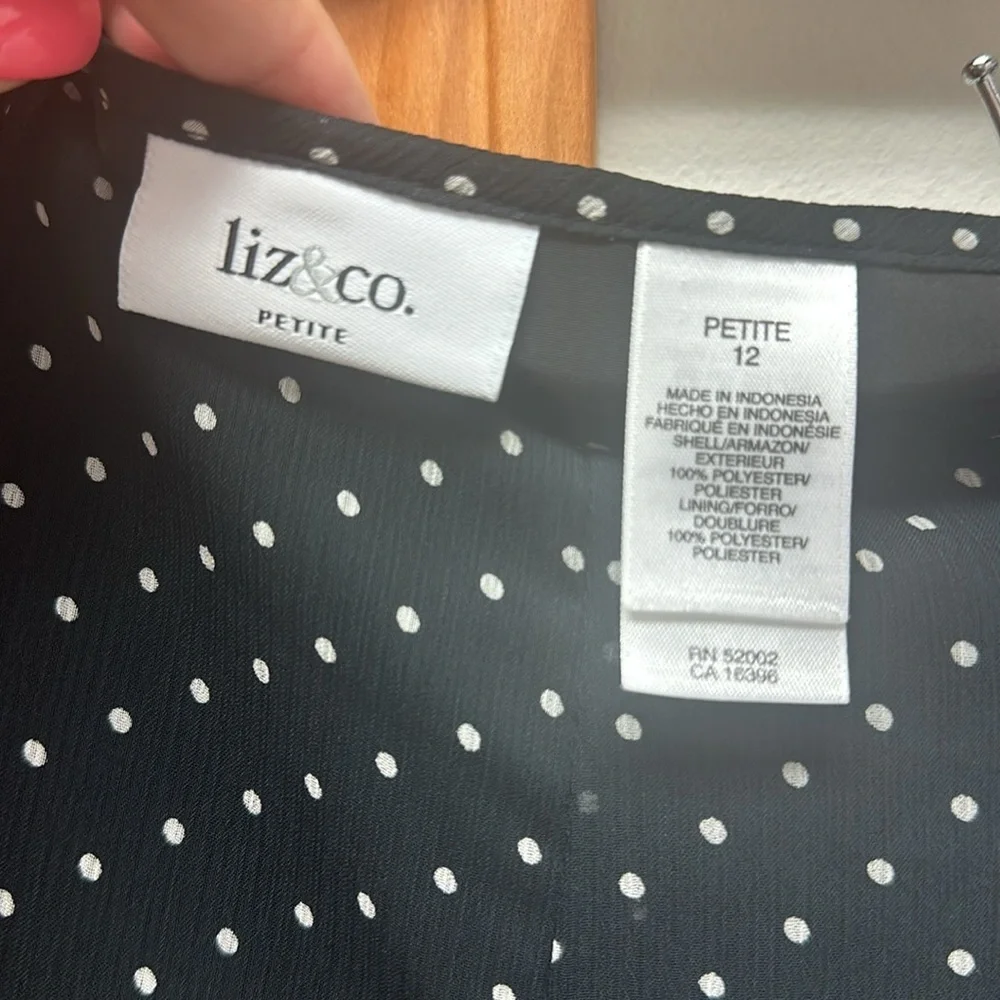 liz&co.
PETITE
PETITE
12
MADE IN INDONESIA
HECHO EN INDONESIA
FABRIQUÉ EN INDONÉSIE
SHELL/ARMAZON/
EXTERIEUR
100% POLYESTER/
POLIESTER
LINING/FORRO/
DOUBLURE
100% POLYESTER/
POLIESTER
RN 52002
CA 16396